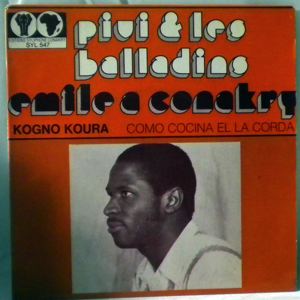 SYL 547
pivi & les
balladins
emile a conakry
KOGNO KOURA COMO COCINA EL LA CORDA